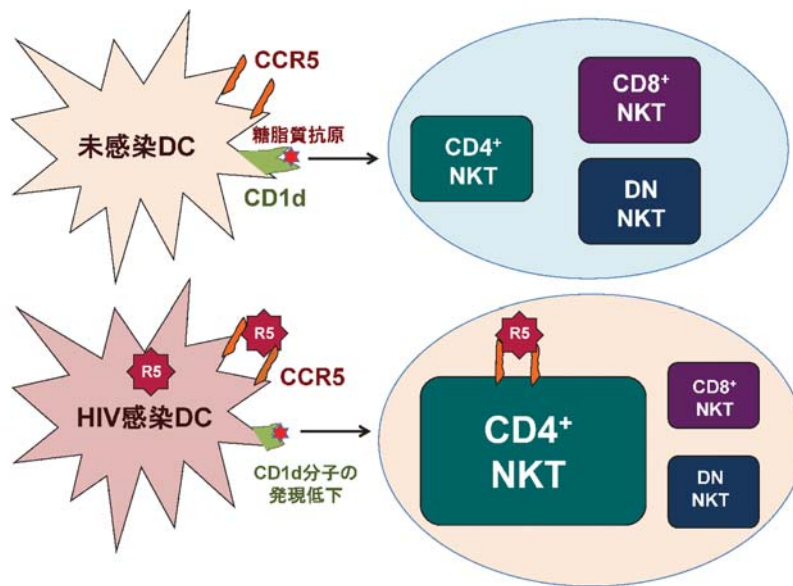 CCR5
未感染DC
糖脂質抗原
CD1d
CD4+
NKT
CD8+
NKT
DN
NKT
R5
R5
CCR5
HIV感染DC
CD1d分子の
発現低下
R5
CD4+
NKT
CD8+
NKT
DN
NKT